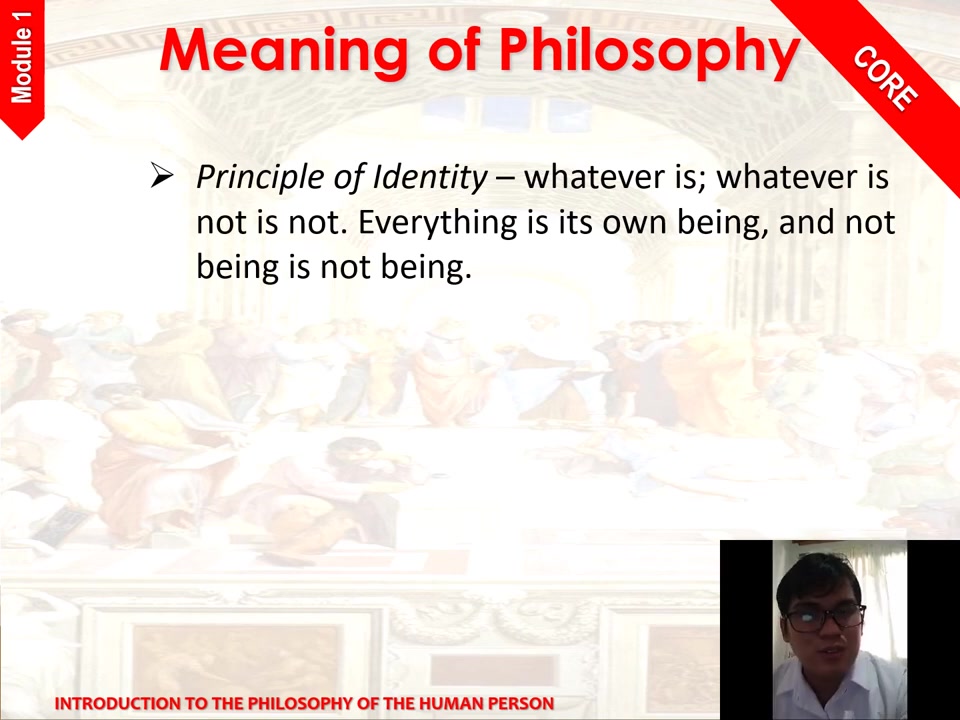 Module 1
Meaning of Philosophy
CORE
➢ Principle of Identity – whatever is; whatever is
not is not. Everything is its own being, and not
being is not being.
INTRODUCTION TO THE PHILOSOPHY OF THE HUMAN PERSON